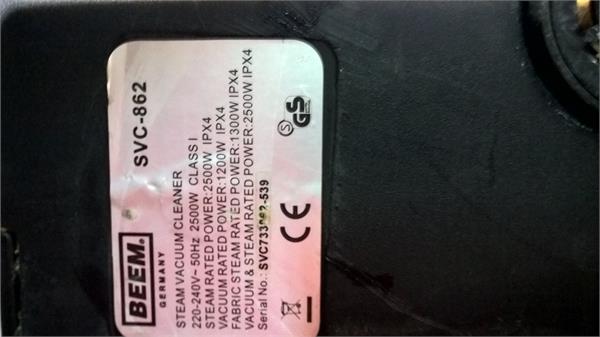 BEEM.
GERMANY
SVC-862
STEAM VACUUM CLEANER
220-240V~ 50Hz 2500W CLASS I
STEAM RATED POWER:2500W IPX4
VACUUM RATED POWER:1200W IPX4
FABRIC STEAM RATED POWER:1300W IPX4
VACUUM & STEAM RATED POWER:2500W IPX4
Serial No.:
CE
S GS